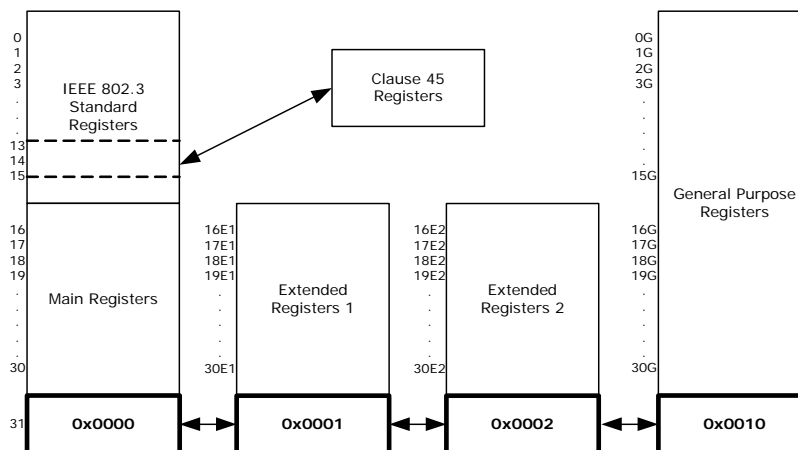 0
1
2
3
.
.
.
13
14
15
IEEE 802.3
Standard
Registers
Clause 45
Registers
16
17
18
19
.
.
.
.
.
30
Main Registers
16E1
17E1
18E1
19E1
.
.
.
.
.
30E1
Extended
Registers 1
16E2
17E2
18E2
19E2
.
.
.
.
.
30E2
Extended
Registers 2
0G
1G
2G
3G
.
.
.
.
.
15G
16G
17G
18G
19G
.
.
.
.
.
30G
General Purpose
Registers
31
0x0000
0x0001
0x0002
0x0010